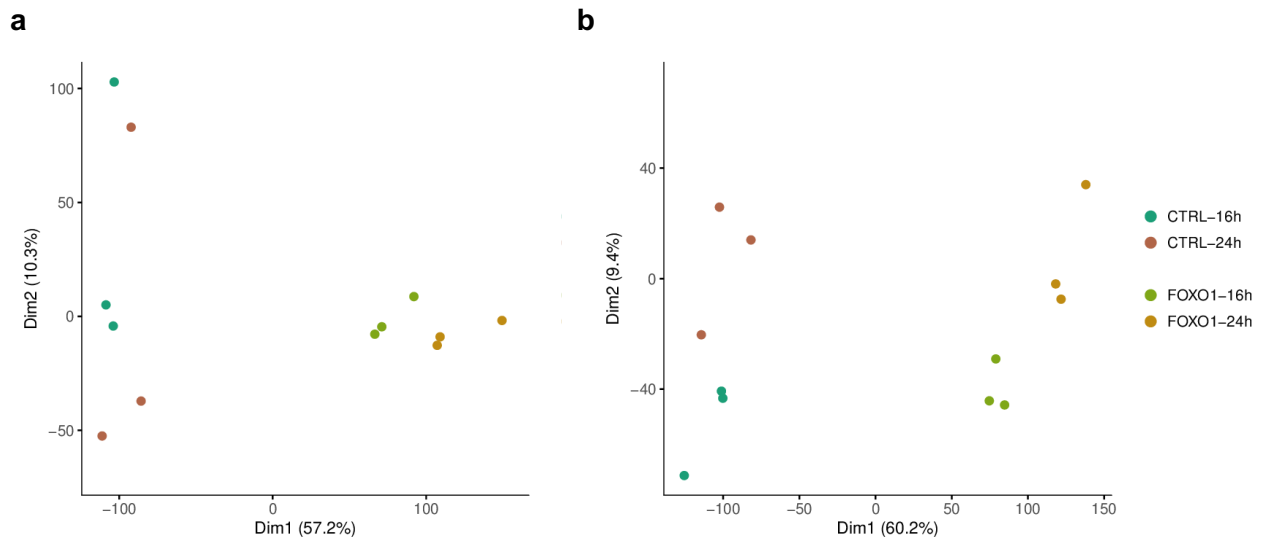 a
100
50
0
−50
Dim2 (10.3%)
−100
0
100
Dim1 (57.2%)
b
40
0
−40
Dim2 (9.4%)
−100
−50
0
50
100
150
Dim1 (60.2%)
CTRL−16h
CTRL−24h
FOXO1−16h
FOXO1−24h